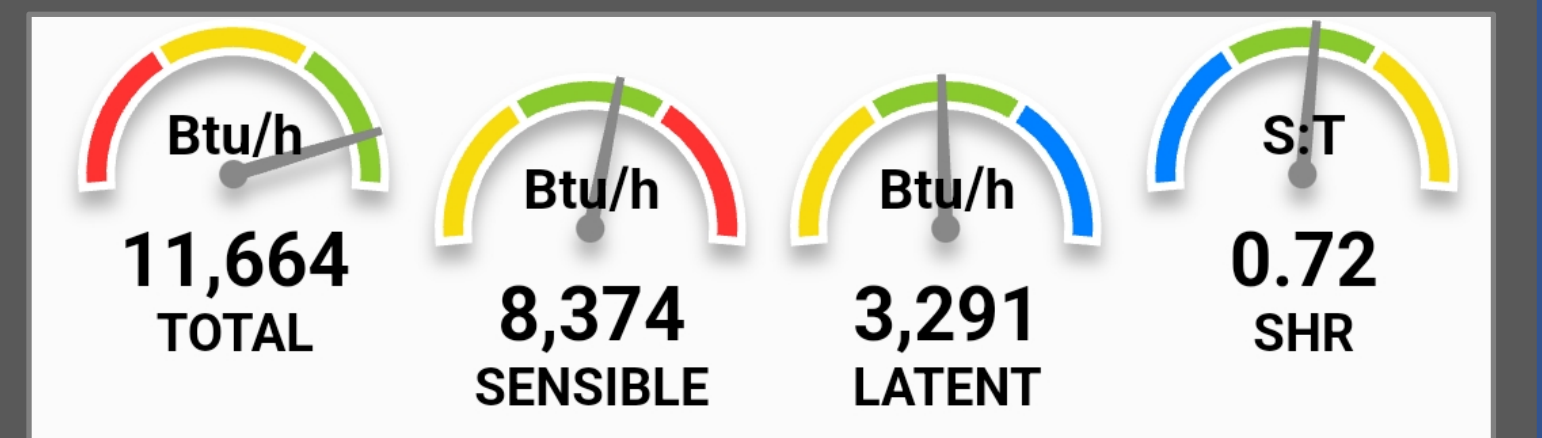 Btu/h
11,664
TOTAL
Btu/h
8,374
SENSIBLE
Btu/h
3,291
LATENT
S:T
0.72
SHR